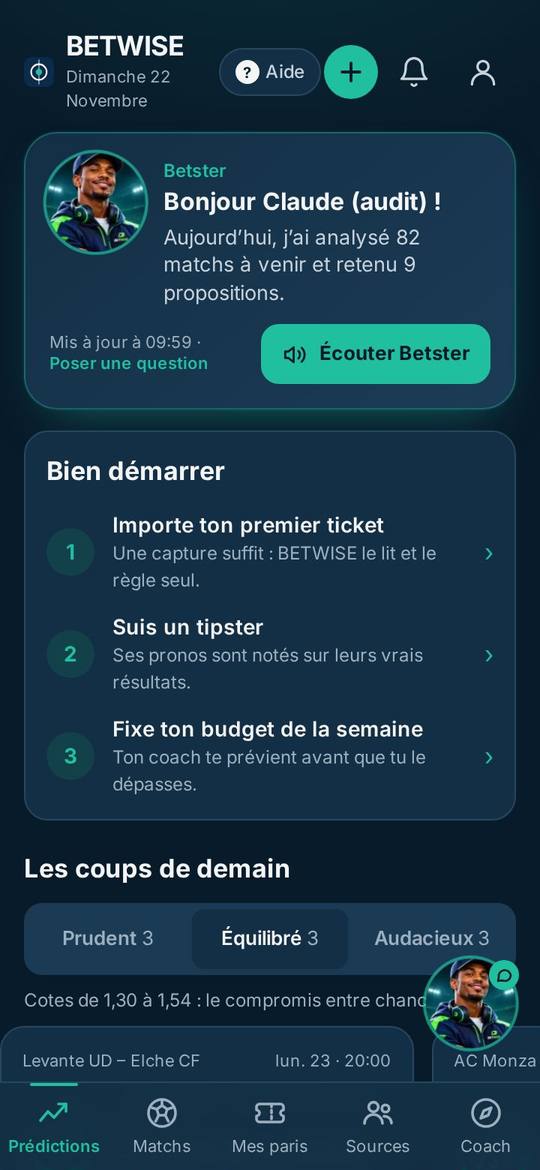 BETWISE
Dimanche 22
Novembre
? Aide
Betster
Bonjour Claude (audit) !
Aujourd’hui, j’ai analysé 82
matchs à venir et retenu 9
propositions.
Mis à jour à 09:59 ·
Poser une question
Écouter Betster
Bien démarrer
1
Importe ton premier ticket
Une capture suffit : BETWISE le lit et le
règle seul.
2
Suis un tipster
Ses pronos sont notés sur leurs vrais
résultats.
3
Fixe ton budget de la semaine
Ton coach te prévient avant que tu le
dépasses.
Les coups de demain
Prudent 3
Équilibré 3
Audacieux 3
Cotes de 1,30 à 1,54 : le compromis entre chanc
Levante UD – Elche CF
lun. 23 · 20:00
AC Monza
Prédictions
Matchs
Mes paris
Sources
Coach